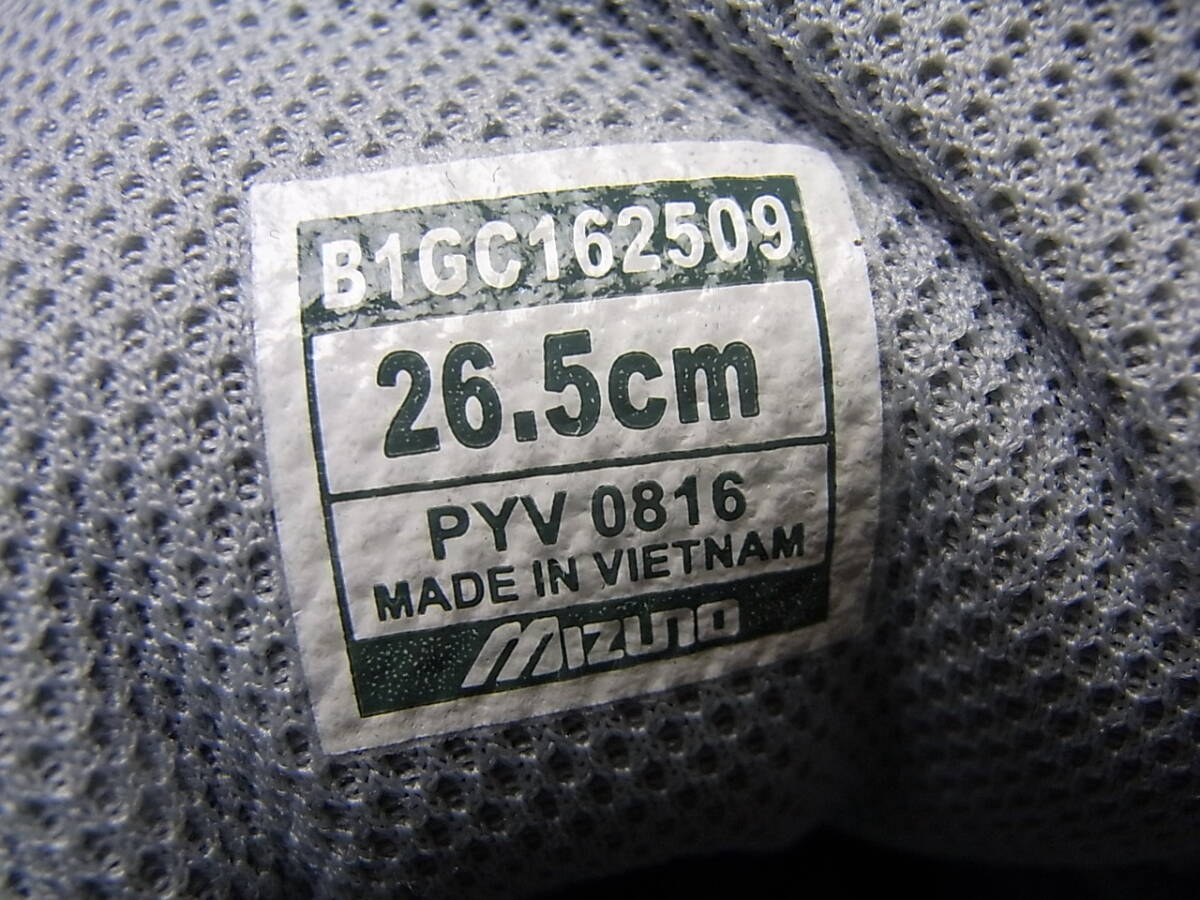 B1GC162509
26.5cm
PYV 0816
MADE IN VIETNAM
MIZUNO